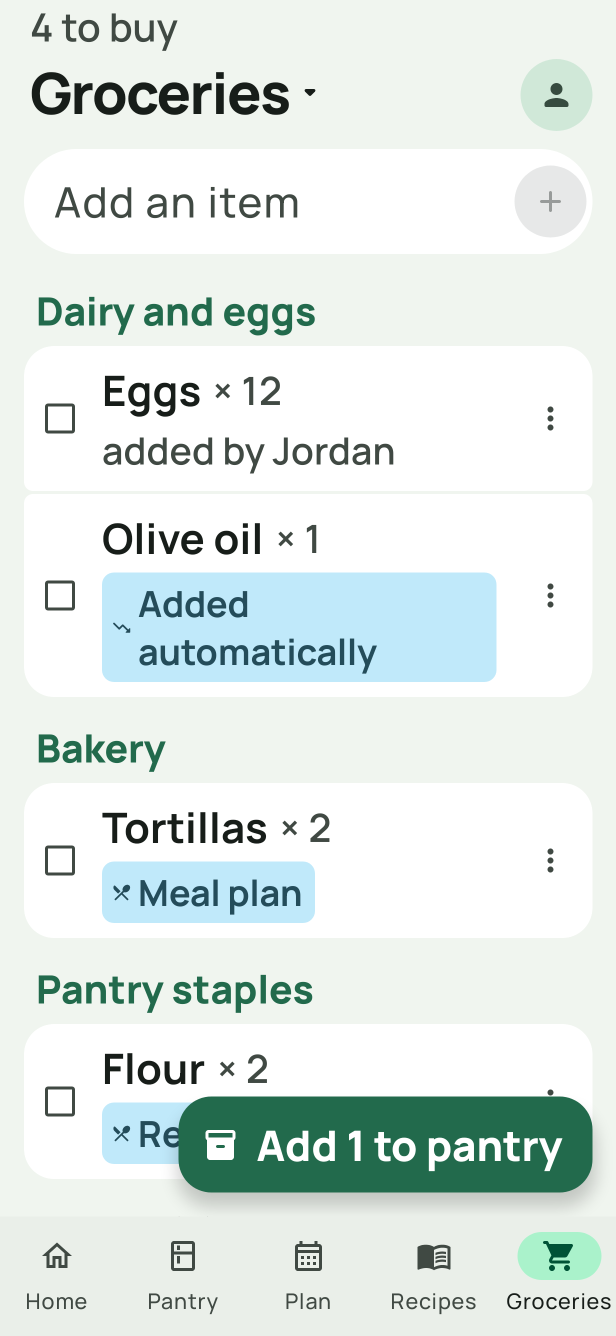 4 to buy
Groceries
Add an item
Dairy and eggs
Eggs × 12
added by Jordan
Olive oil × 1
Added
automatically
Bakery
Tortillas × 2
Meal plan
Pantry staples
Flour × 2
Add 1 to pantry
Home
Pantry
Plan
Recipes
Groceries